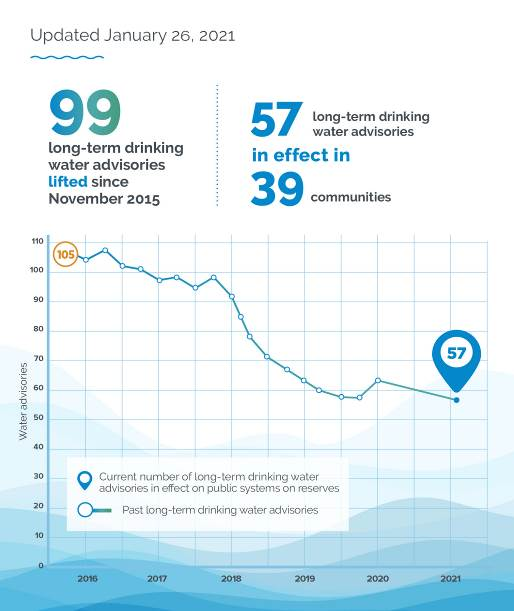 Updated January 26, 2021
99
long-term drinking
water advisories
lifted since
November 2015
57 long-term drinking
water advisories
in effect in
39 communities
110
105
100
90
80
70
60
50
40
30
20
10
0
Water advisories
57
Current number of long-term drinking water
advisories in effect on public systems on reserves
Past long-term drinking water advisories
2016 2017 2018 2019 2020 2021